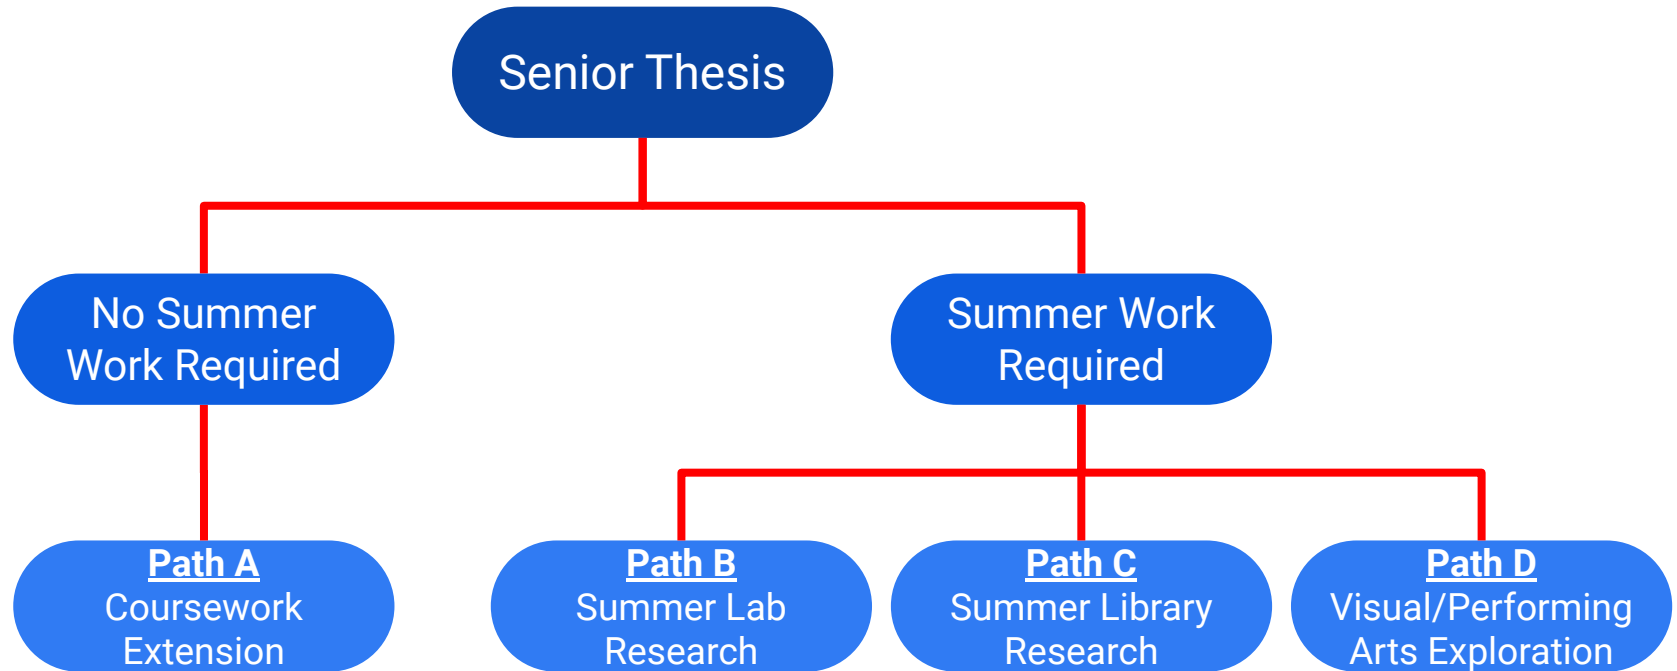 Senior Thesis
No Summer
Work Required
Summer Work
Required
Path A
Coursework
Extension
Path B
Summer Lab
Research
Path C
Summer Library
Research
Path D
Visual/Performing
Arts Exploration